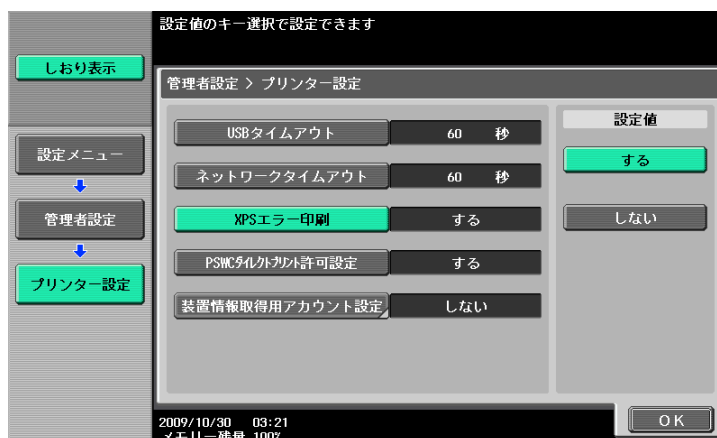 設定値のキー選択で設定できます
しおり表示
管理者設定 > プリンター設定
設定メニュー
管理者設定
プリンター設定
USBタイムアウト 60 秒
ネットワークタイムアウト 60 秒
XPSエラー印刷 する
PSWCダイレクトプリント許可設定 する
装置情報取得用アカウント設定 しない
設定値
する
しない
2009/10/30 03:21
メモリー残量 100%
OK